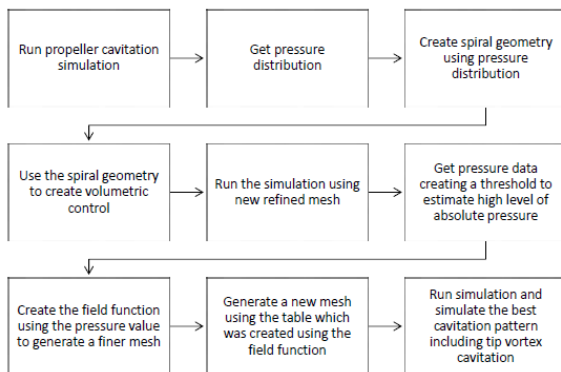 Run propeller cavitation
simulation
Get pressure
distribution
Create spiral geometry
using pressure
distribution
Use the spiral geometry
to create volumetric
control
Run the simulation using
new refined mesh
Get pressure data
creating a threshold to
estimate high level of
absolute pressure
Create the field function
using the pressure value
to generate a finer mesh
Generate a new mesh
using the table which
was created using the
field function
Run simulation and
simulate the best
cavitation pattern
including tip vortex
cavitation